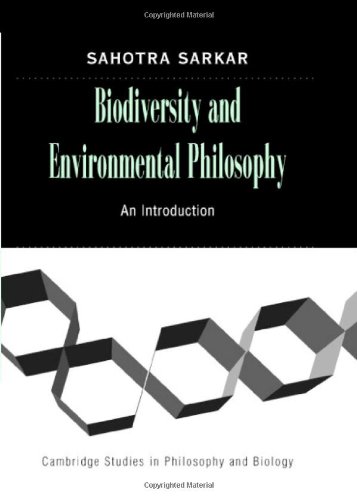 Copyrighted Material
SAHOTRA SARKAR
Biodiversity and
Environmental Philosophy
An Introduction
Cambridge Studies in Philosophy and Biology
Copyrighted Material